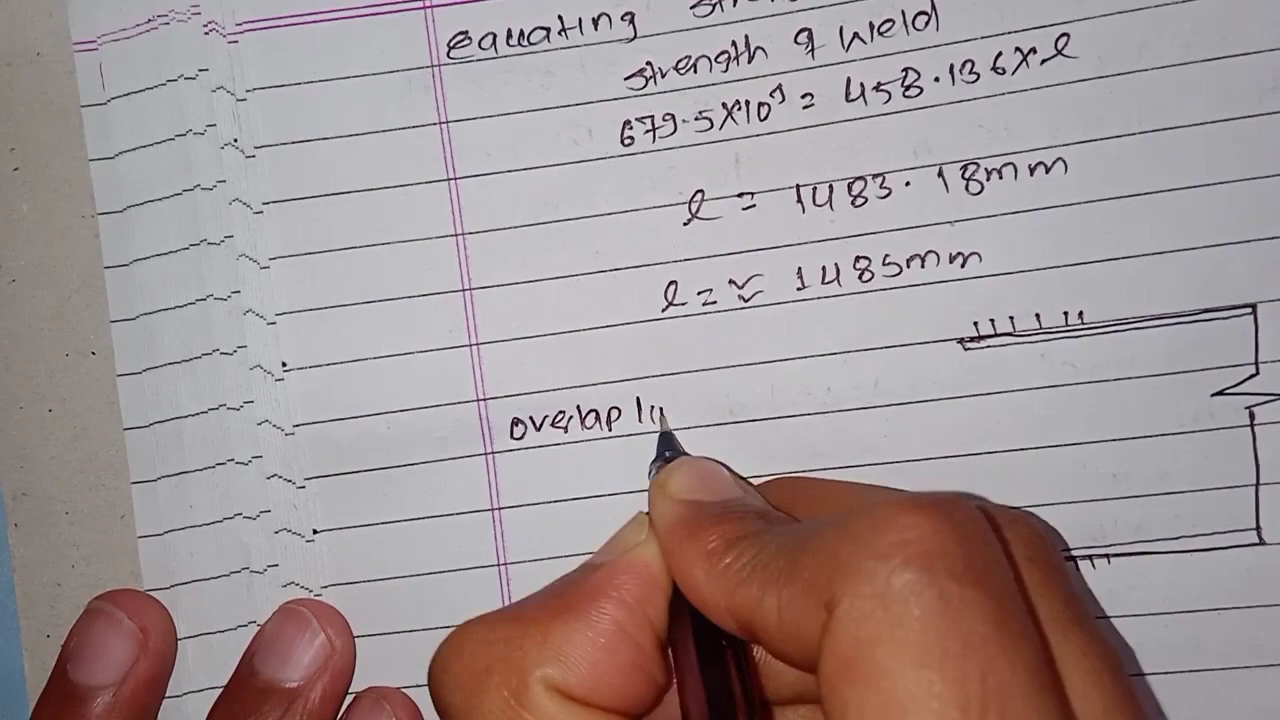 equating
strength of weld
679.5×10³ = 458.136×l
l = 1483.18mm
l = ≈ 1485mm
overlap